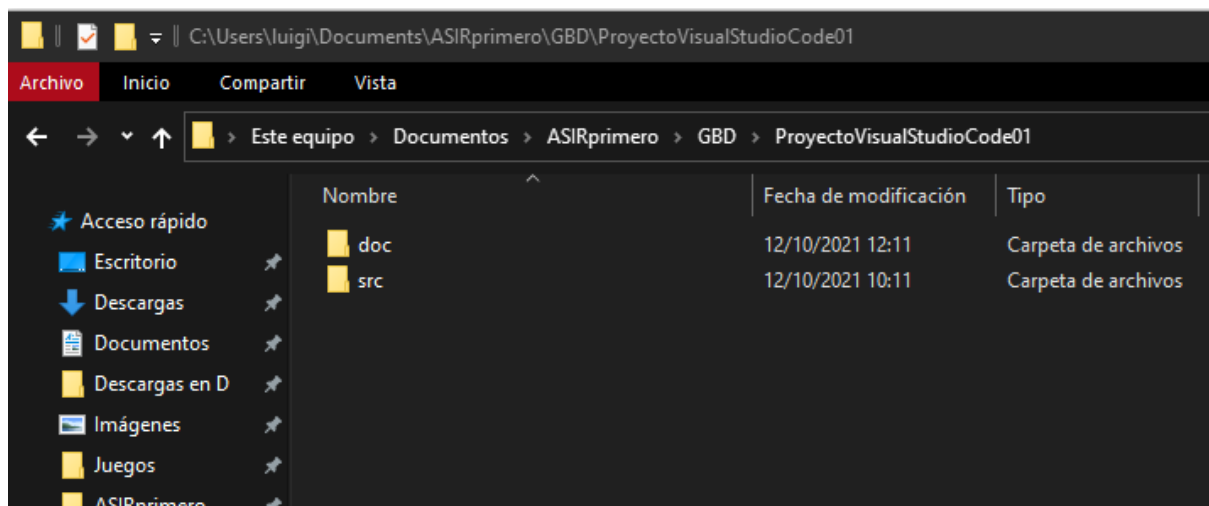 C:\Users\luigi\Documents\ASIRprimero\GBD\ProyectoVisualStudioCode01
Archivo Inicio Compartir Vista
Este equipo > Documentos > ASIRprimero > GBD > ProyectoVisualStudioCode01
Nombre Fecha de modificación Tipo
Acceso rápido
doc 12/10/2021 12:11 Carpeta de archivos
Escritorio
src 12/10/2021 10:11 Carpeta de archivos
Descargas
Documentos
Descargas en D
Imágenes
Juegos
ASIRprimero